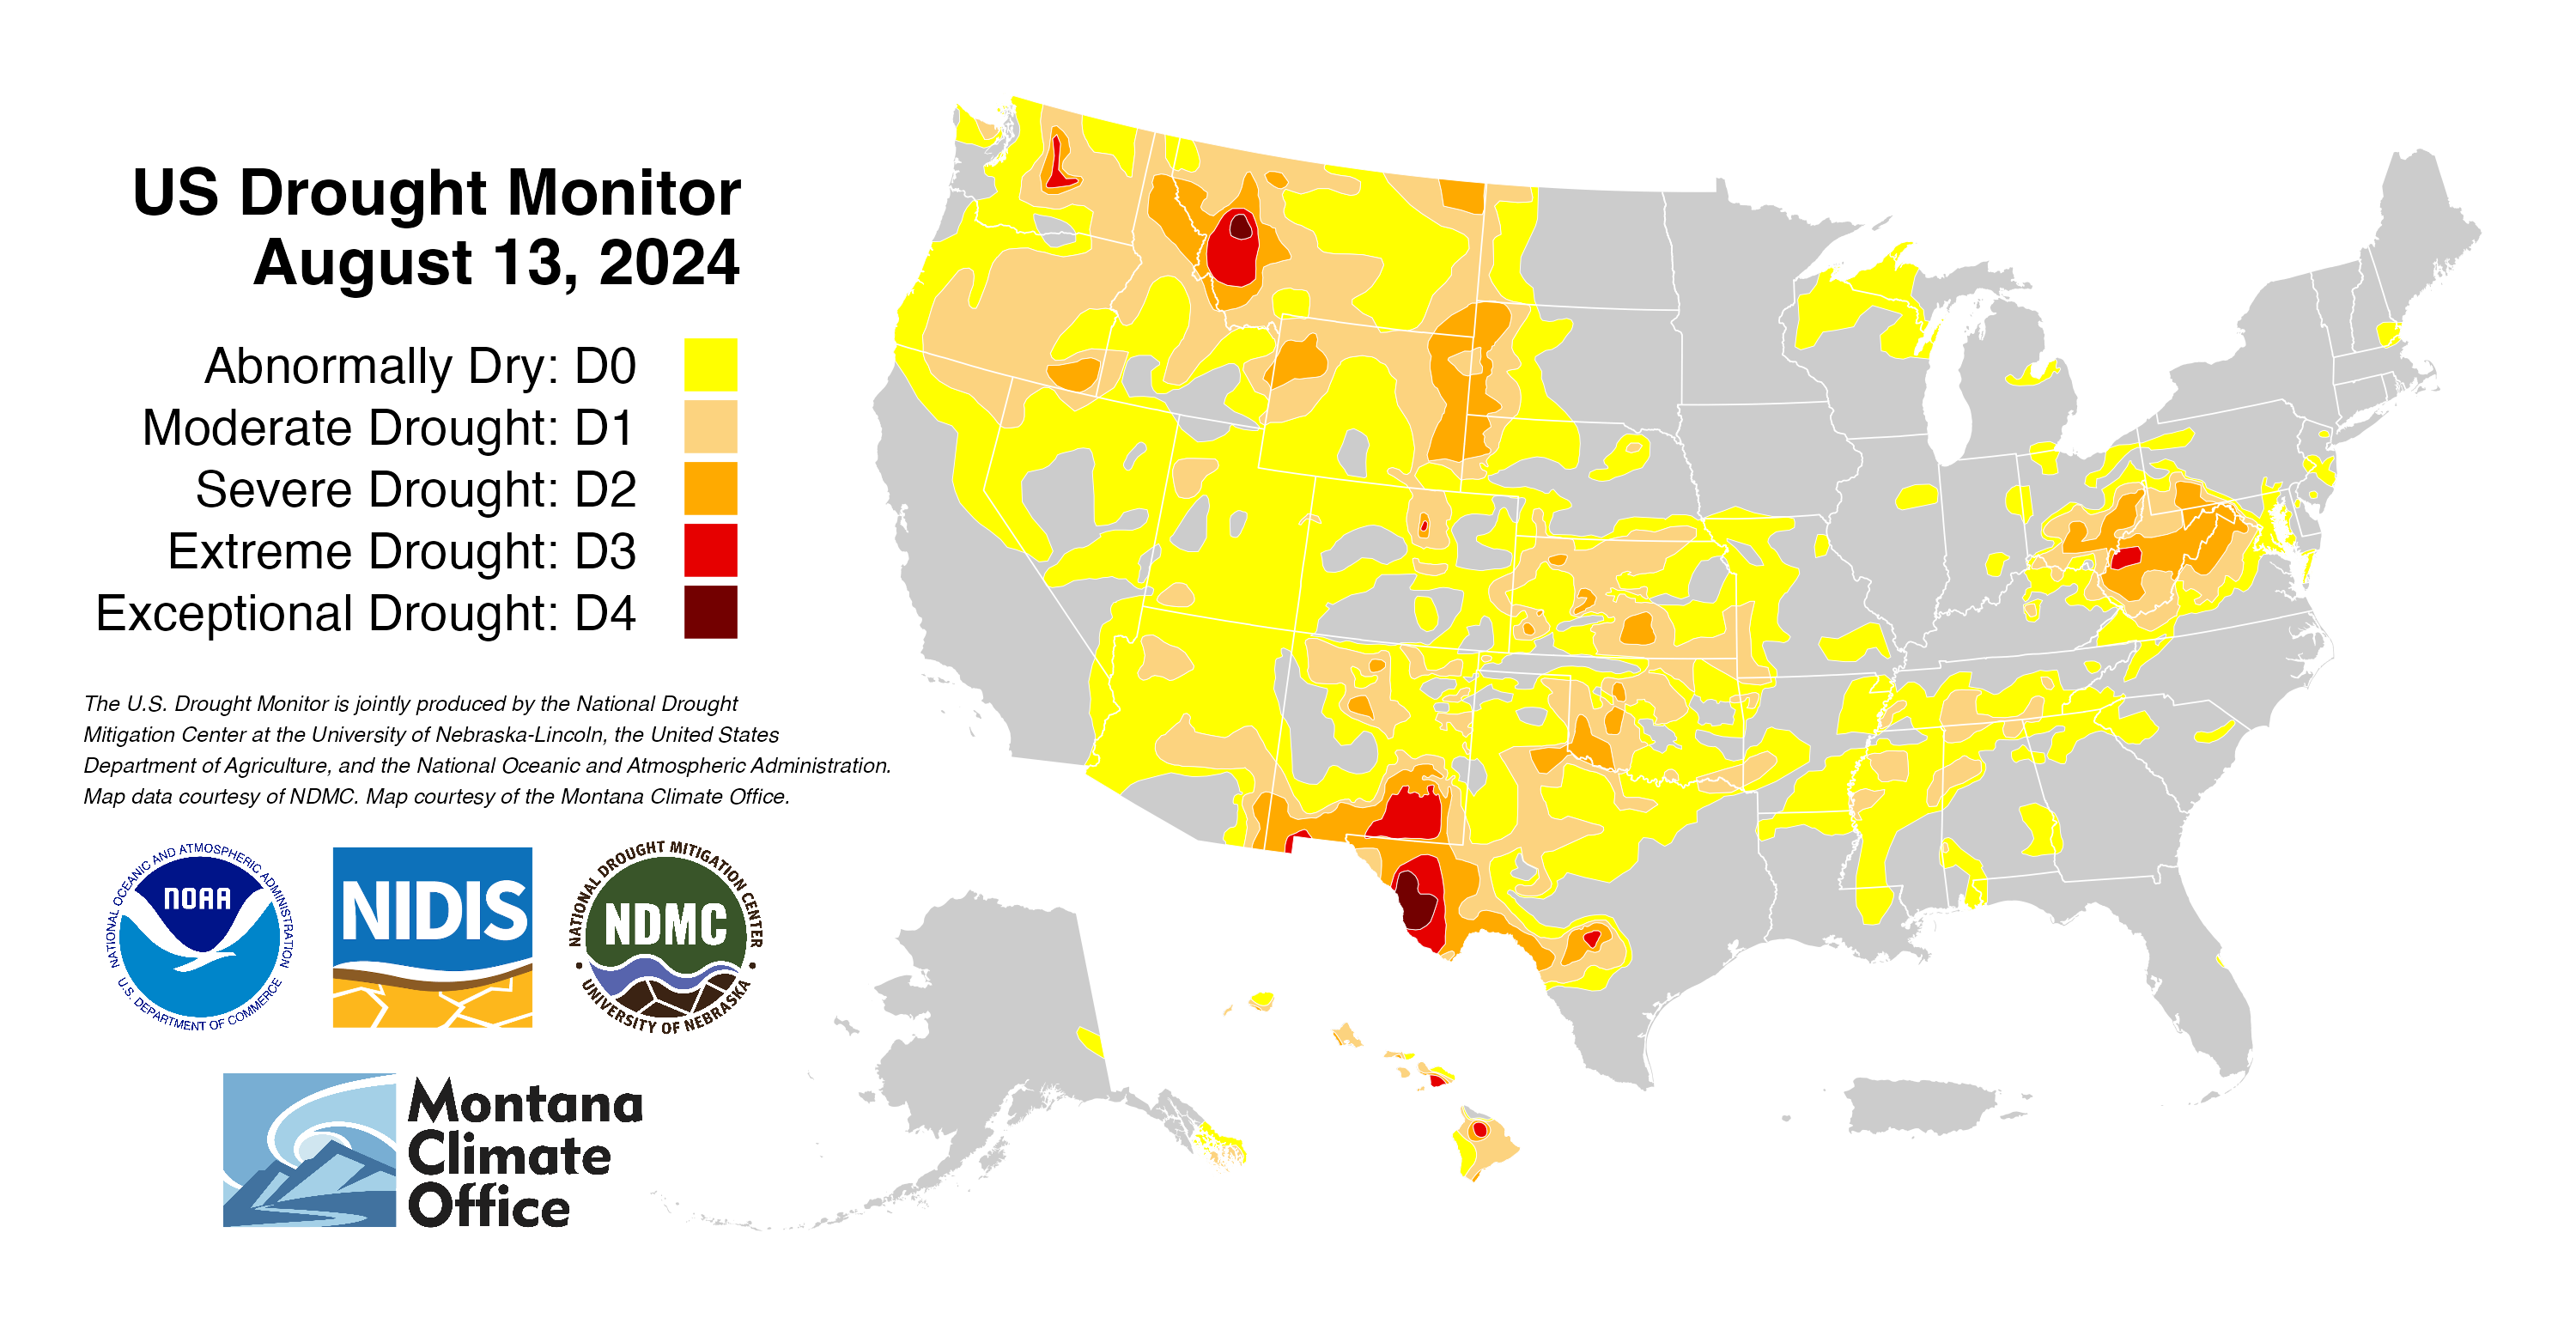 US Drought Monitor
August 13, 2024
Abnormally Dry: D0
Moderate Drought: D1
Severe Drought: D2
Extreme Drought: D3
Exceptional Drought: D4
The U.S. Drought Monitor is jointly produced by the National Drought
Mitigation Center at the University of Nebraska-Lincoln, the United States
Department of Agriculture, and the National Oceanic and Atmospheric Administration.
Map data courtesy of NDMC. Map courtesy of the Montana Climate Office.
NATIONAL OCEANIC AND ATMOSPHERIC ADMINISTRATION
NOAA
U.S. DEPARTMENT OF COMMERCE
NIDIS
NATIONAL DROUGHT MITIGATION CENTER
NDMC
UNIVERSITY OF NEBRASKA
Montana
Climate
Office